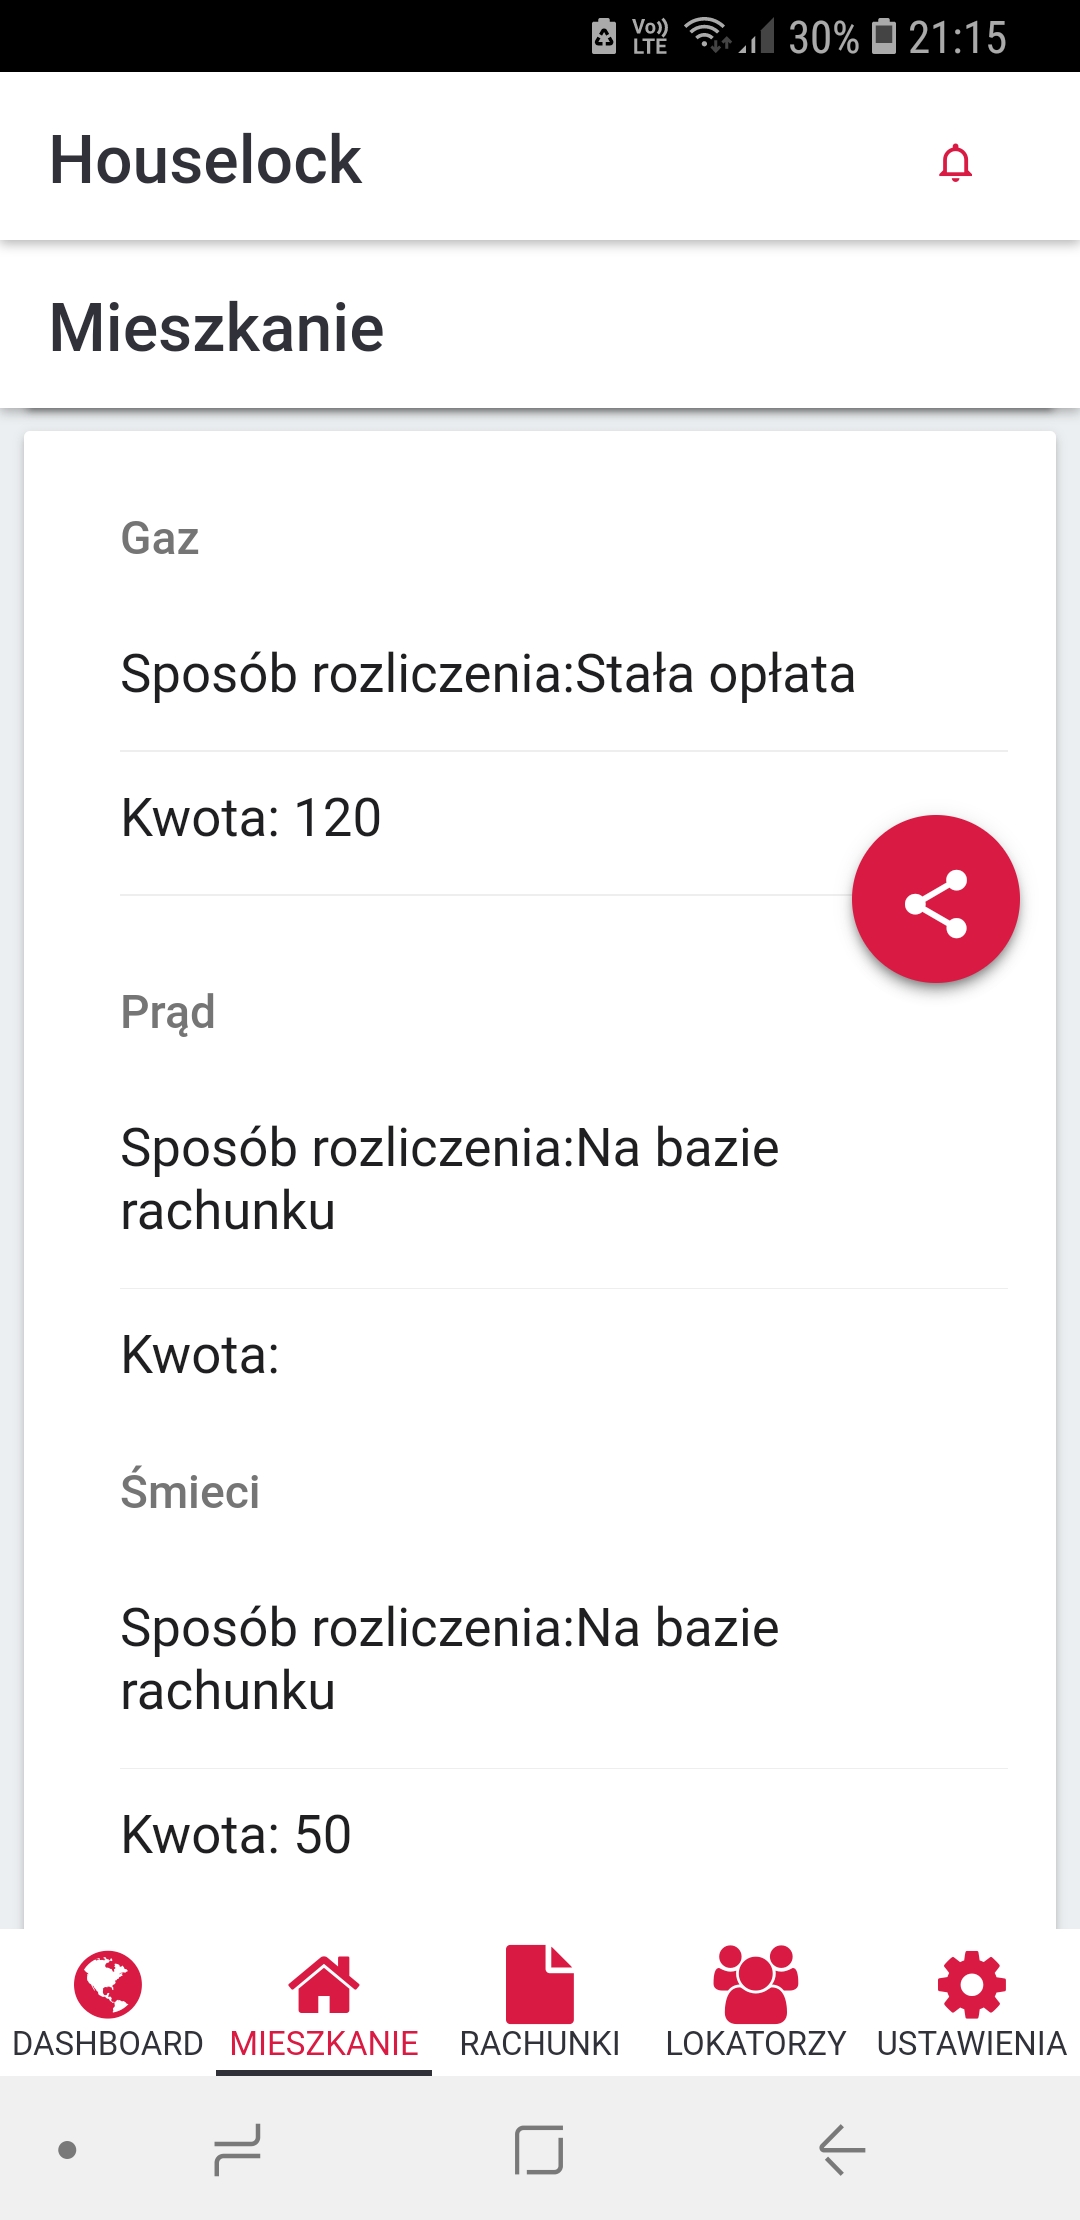 Vo)) LTE 30% 21:15
Houselock
Mieszkanie
Gaz
Sposób rozliczenia:Stała opłata
Kwota: 120
Prąd
Sposób rozliczenia:Na bazie
rachunku
Kwota:
Śmieci
Sposób rozliczenia:Na bazie
rachunku
Kwota: 50
DASHBOARD MIESZKANIE RACHUNKI LOKATORZY USTAWIENIA